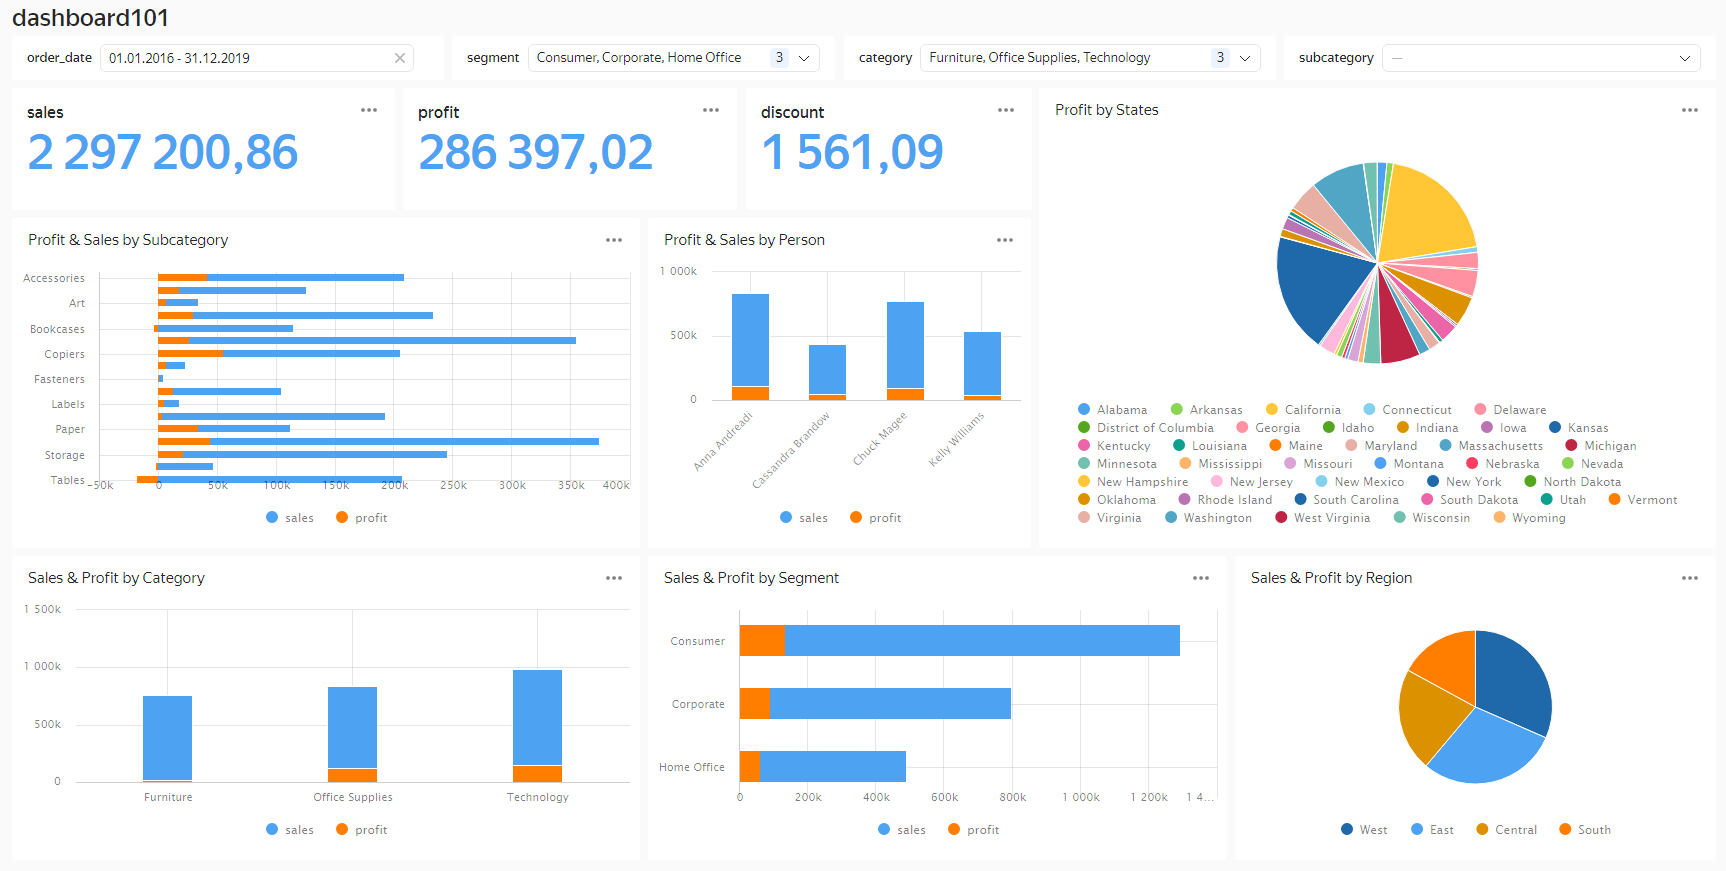 dashboard101
order_date 01.01.2016 - 31.12.2019
segment Consumer, Corporate, Home Office 3
category Furniture, Office Supplies, Technology 3
subcategory —
sales
2 297 200,86
profit
286 397,02
discount
1 561,09
Profit by States
Alabama Arkansas California Connecticut Delaware
District of Columbia Georgia Idaho Indiana Iowa Kansas
Kentucky Louisiana Maine Maryland Massachusetts Michigan
Minnesota Mississippi Missouri Montana Nebraska Nevada
New Hampshire New Jersey New Mexico New York North Dakota
Oklahoma Rhode Island South Carolina South Dakota Utah Vermont
Virginia Washington West Virginia Wisconsin Wyoming
Profit & Sales by Subcategory
Accessories
Art
Bookcases
Copiers
Fasteners
Labels
Paper
Storage
Tables
-50k 0 50k 100k 150k 200k 250k 300k 350k 400k
sales profit
Profit & Sales by Person
1 000k
500k
0
Anna Andreadi
Cassandra Brandow
Chuck Magee
Kelly Williams
sales profit
Sales & Profit by Category
1 500k
1 000k
500k
0
Furniture Office Supplies Technology
sales profit
Sales & Profit by Segment
Consumer
Corporate
Home Office
0 200k 400k 600k 800k 1 000k 1 200k 1 4...
sales profit
Sales & Profit by Region
West East Central South